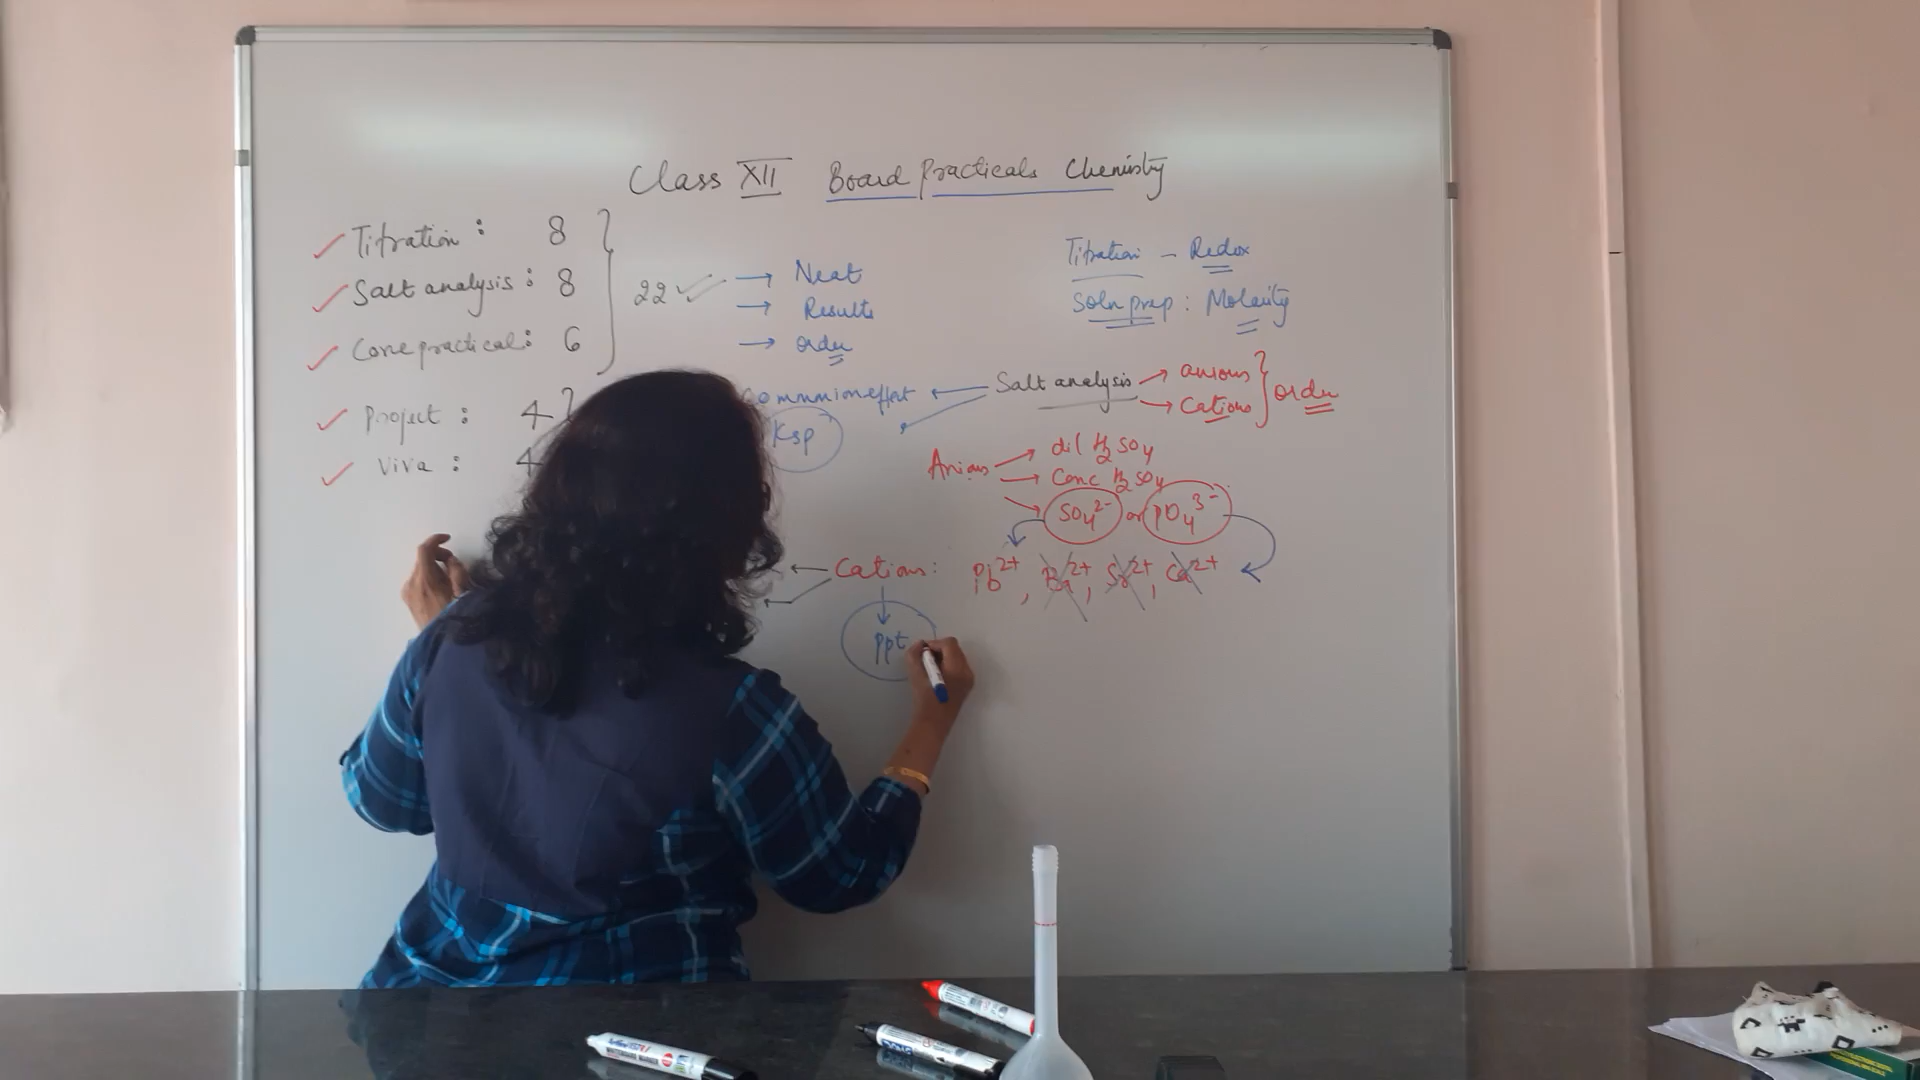 Class XII Board Practicals Chemistry
Titration : 8
Salt analysis : 8
Core practical : 6
Project : 4
Viva : 4
22
→ Neat
→ Results
→ order
Titration - Redox
Soln prep : Molarity
Common ion effect ← Salt analysis → anions
→ Cations
order
Ksp
Anions → dil H2SO4
→ Conc H2SO4
→ SO4²⁻ or PO4³⁻
Cations : Pb²⁺, Ba²⁺, Sr²⁺, Ca²⁺
ppt
WHITEBOARD MARKER